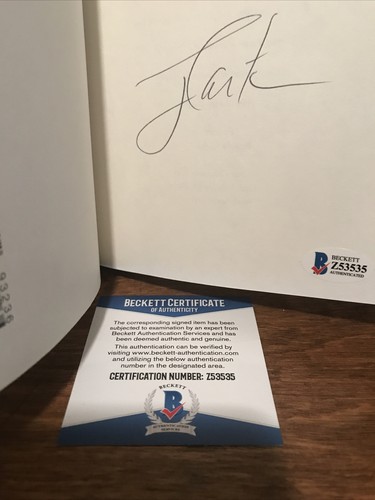 BECKETT
Z53535
AUTHENTICATED
BECKETT CERTIFICATE
OF AUTHENTICITY
The corresponding signed item has been
subjected to examination by an expert from
Beckett Authentication Services and has
been deemed authentic and genuine.
This authentication can be verified by
visiting www.beckett-authentication.com
and utilizing the below authentication
number in the designated area.
CERTIFICATION NUMBER: Z53535
BECKETT
B